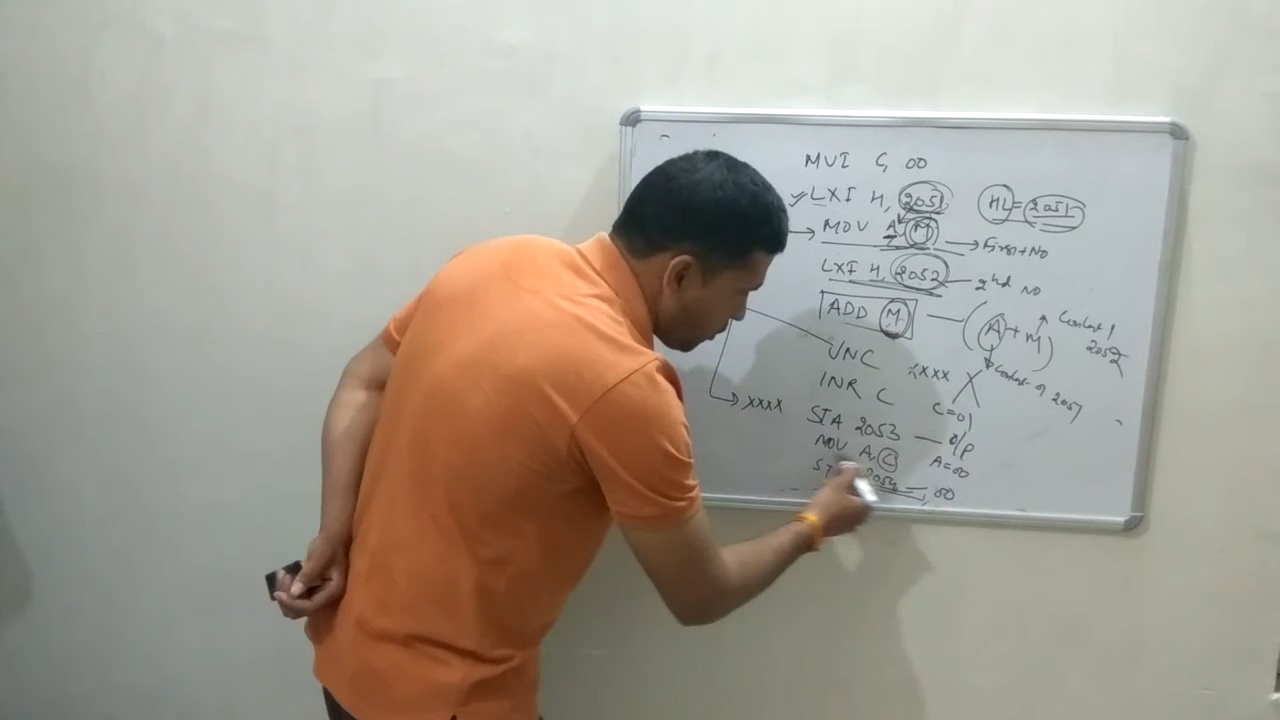 MVI C, 00
LXI H, 2051 HL = 2051
MOV A, M First No
LXI H, 2052 2nd NO
ADD M (A + M) Content of 2052
JNC XXXX Content of 2051
INR C C = 01
XXXX STA 2053 O/P
MOV A, C A = 00
2054 00